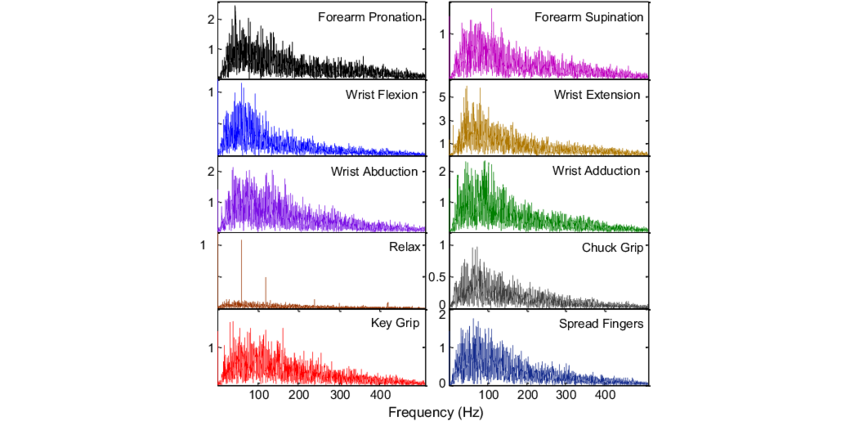 2
Forearm Pronation
1
Forearm Supination
1
1
Wrist Flexion
5
Wrist Extension
3
1
2
Wrist Abduction
1
2
Wrist Adduction
1
1
Relax
1
Chuck Grip
0.5
0
Key Grip
1
2
Spread Fingers
1
0
100 200 300 400
100 200 300 400
Frequency (Hz)